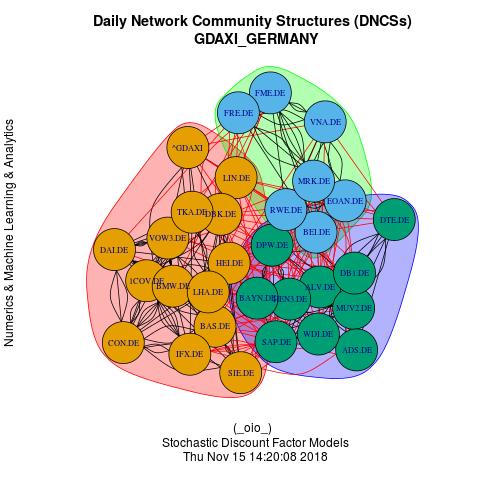 Daily Network Community Structures (DNCSs)
GDAXI_GERMANY
Numerics & Machine Learning & Analytics
FME.DE
FRE.DE
VNA.DE
^GDAXI
LIN.DE
MRK.DE
EOAN.DE
RWE.DE
TKA.DE
DBK.DE
DTE.DE
BEI.DE
VOW3.DE
DPW.DE
DAI.DE
HEI.DE
DB1.DE
1COV.DE
BMW.DE
LHA.DE
ALV.DE
BAYN.DE
HEN3.DE
MUV2.DE
BAS.DE
WDI.DE
CON.DE
SAP.DE
IFX.DE
ADS.DE
SIE.DE
(_oio_)
Stochastic Discount Factor Models
Thu Nov 15 14:20:08 2018